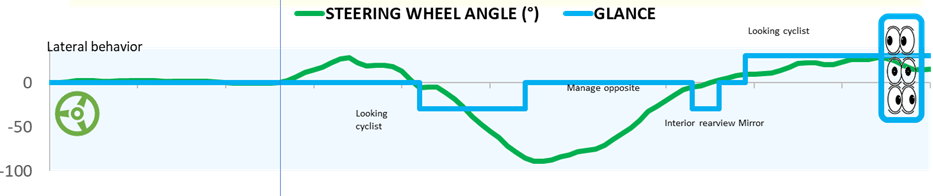 STEERING WHEEL ANGLE (°) GLANCE
Looking cyclist
Lateral behavior
0
Manage opposite
Looking
cyclist
Interior rearview Mirror
-50
-100